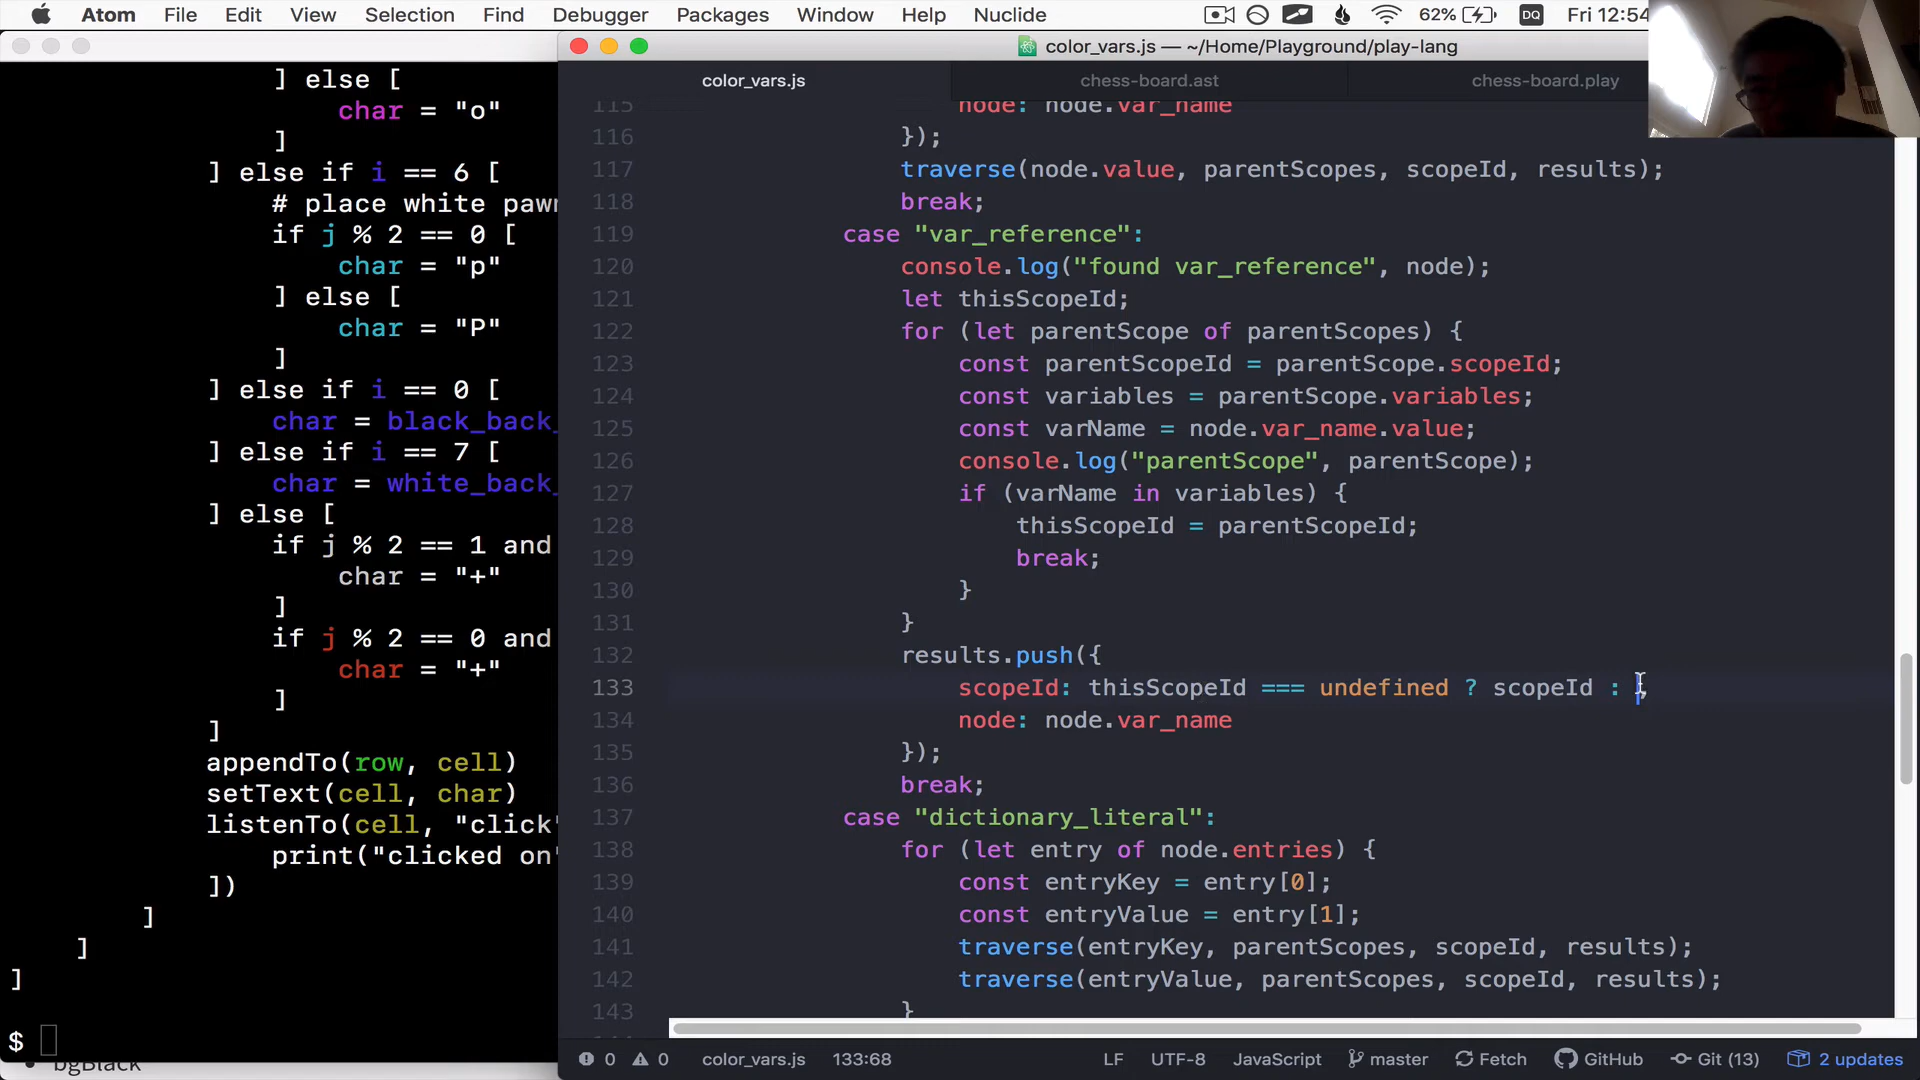 Atom File Edit View Selection Find Debugger Packages Window Help Nuclide 62% DQ Fri 12:54
color_vars.js — ~/Home/Playground/play-lang
color_vars.js chess-board.ast chess-board.play
] else [
char = "o"
]
] else if i == 6 [
# place white pawn
if j % 2 == 0 [
char = "p"
] else [
char = "P"
]
] else if i == 0 [
char = black_back_
] else if i == 7 [
char = white_back_
] else [
if j % 2 == 1 and
char = "+"
]
if j % 2 == 0 and
char = "+"
]
]
appendTo(row, cell)
setText(cell, char)
listenTo(cell, "click"
print("clicked on"
])
]
]
]
$
bgBlack
115 node: node.var_name
116 });
117 traverse(node.value, parentScopes, scopeId, results);
118 break;
119 case "var_reference":
120 console.log("found var_reference", node);
121 let thisScopeId;
122 for (let parentScope of parentScopes) {
123 const parentScopeId = parentScope.scopeId;
124 const variables = parentScope.variables;
125 const varName = node.var_name.value;
126 console.log("parentScope", parentScope);
127 if (varName in variables) {
128 thisScopeId = parentScopeId;
129 break;
130 }
131 }
132 results.push({
133 scopeId: thisScopeId === undefined ? scopeId : ,
134 node: node.var_name
135 });
136 break;
137 case "dictionary_literal":
138 for (let entry of node.entries) {
139 const entryKey = entry[0];
140 const entryValue = entry[1];
141 traverse(entryKey, parentScopes, scopeId, results);
142 traverse(entryValue, parentScopes, scopeId, results);
143 }
0 0 color_vars.js 133:68 LF UTF-8 JavaScript master Fetch GitHub Git (13) 2 updates